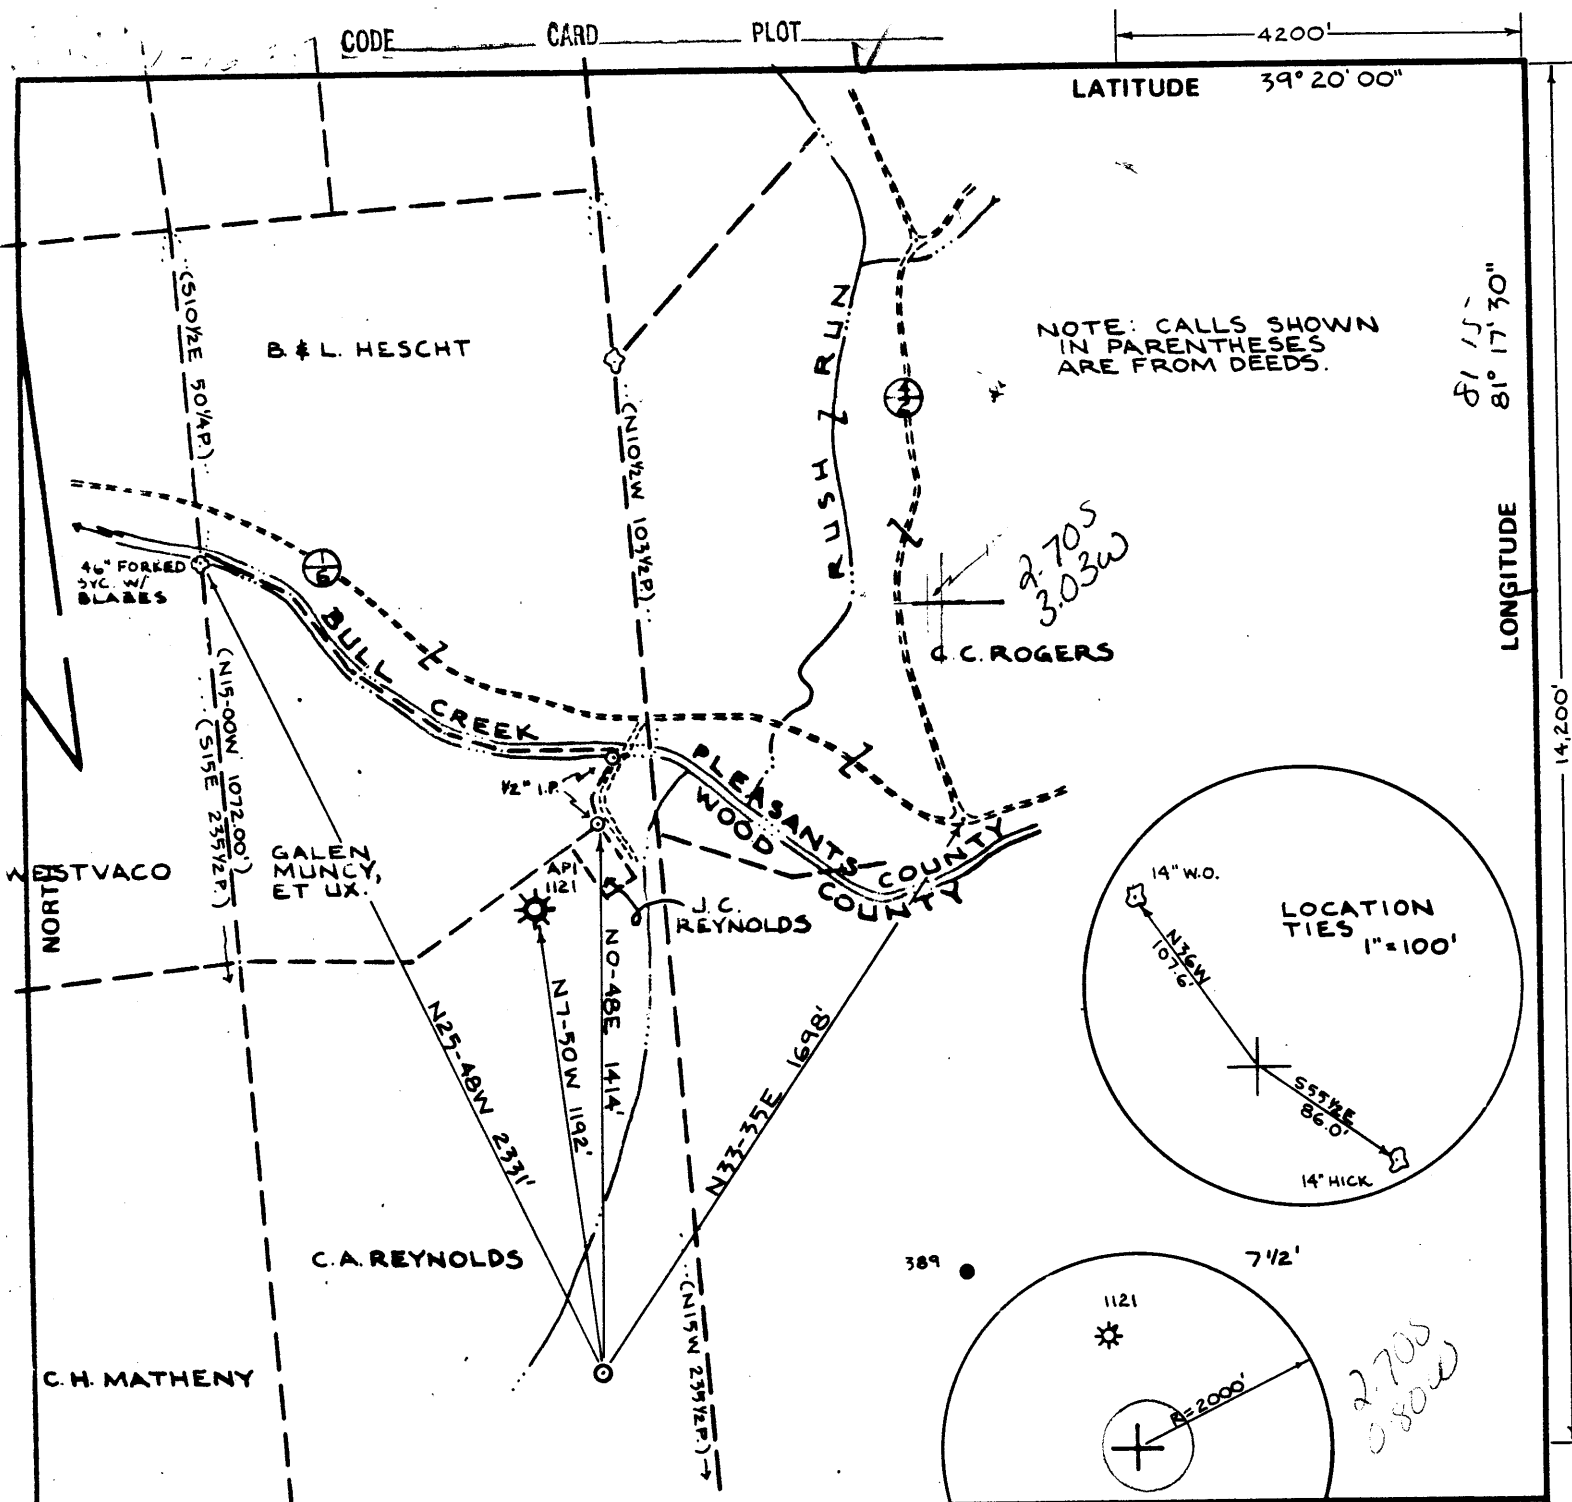 CODE CARD PLOT
4200'
LATITUDE 39° 20' 00"
(S10½E 50¼P.)
B. & L. HESCHT
(N10½W 103½P.)
RUSH RUN
4
2
NOTE: CALLS SHOWN
IN PARENTHESES
ARE FROM DEEDS.
81 15
81° 17' 30"
LONGITUDE
14,200'
46" FORKED
SYC. W/
BLAZES
1
6
BULL CREEK
2.70S
3.03W
C. C. ROGERS
(N15-00W 1072.00')
(S15E 235½P.)
½" I.P.
PLEASANTS COUNTY
WOOD COUNTY
WESTVACO
NORTH
GALEN
MUNCY,
ET UX.
API
1121
J. C.
REYNOLDS
14" W.O.
LOCATION
TIES
1"=100'
N36W
107.6'
S55½E
86.0'
14" HICK
N25-48W 2331'
N7-50W 1192'
N0-48E 1414'
N33-35E 1698'
C. A. REYNOLDS
(N15W 235½P.)
C. H. MATHENY
389
7½'
1121
R=2000'
2.70S
0.80W